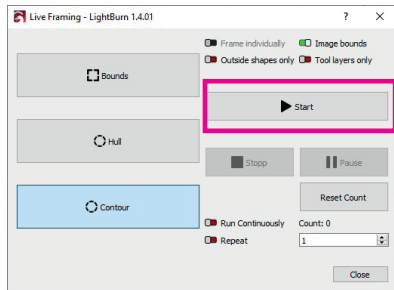 Live Framing - LightBurn 1.4.01
Frame individually
Image bounds
Outside shapes only
Tool layers only
Bounds
Start
Hull
Stopp
Pause
Reset Count
Contour
Run Continuously
Count: 0
Repeat
1
Close